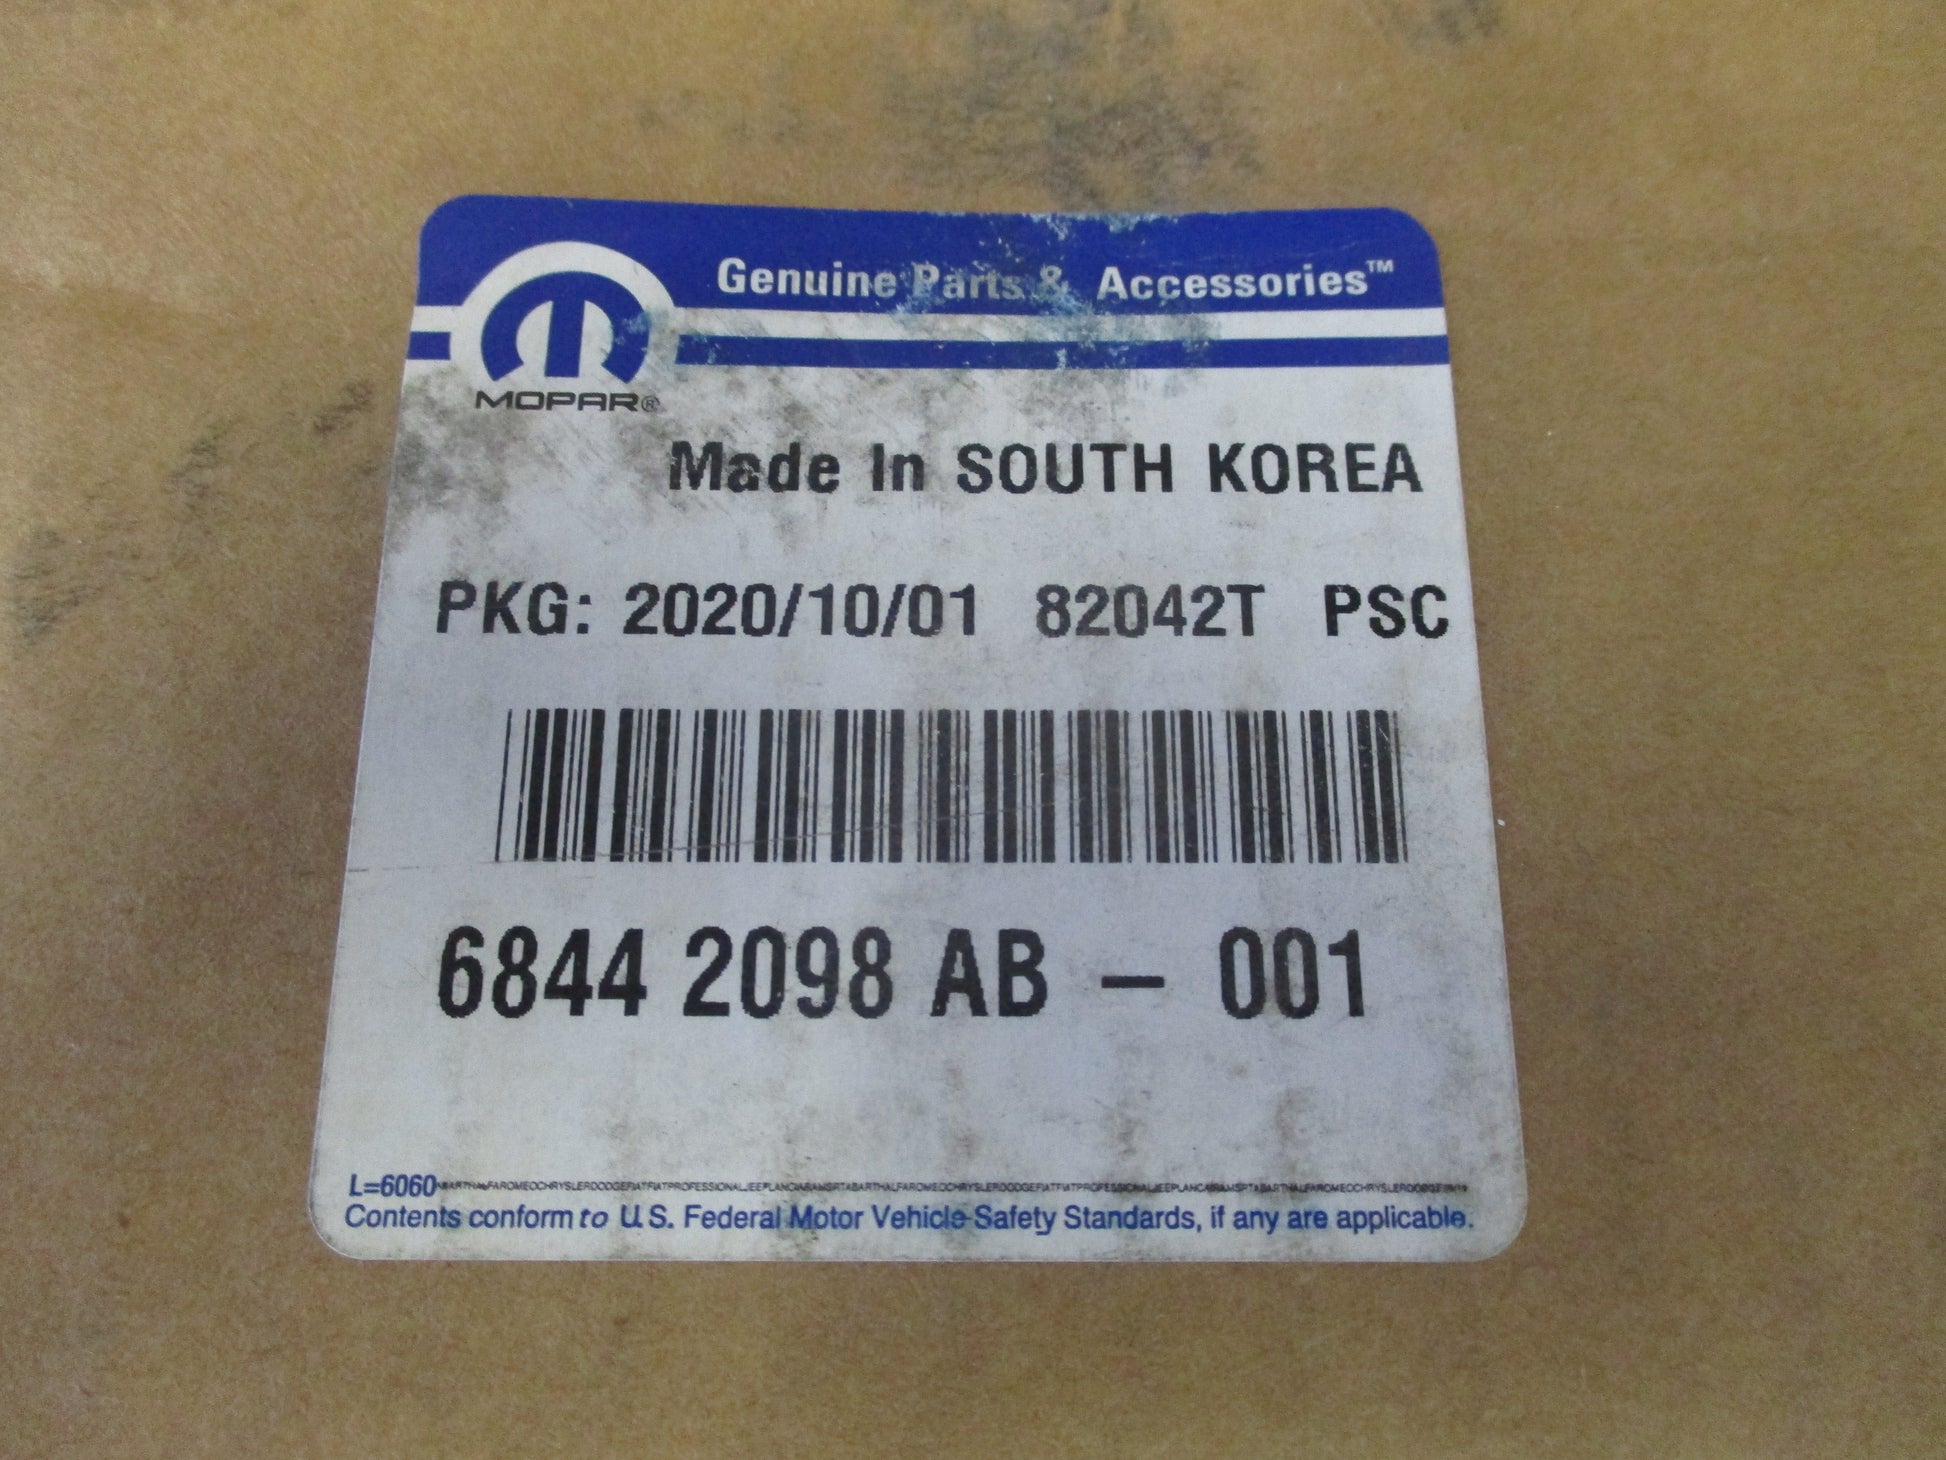 Genuine Parts & Accessories™
MOPAR®
Made In SOUTH KOREA
PKG: 2020/10/01 82042T PSC
6844 2098 AB – 001
L=6060
Contents conform to U.S. Federal Motor Vehicle Safety Standards, if any are applicable.